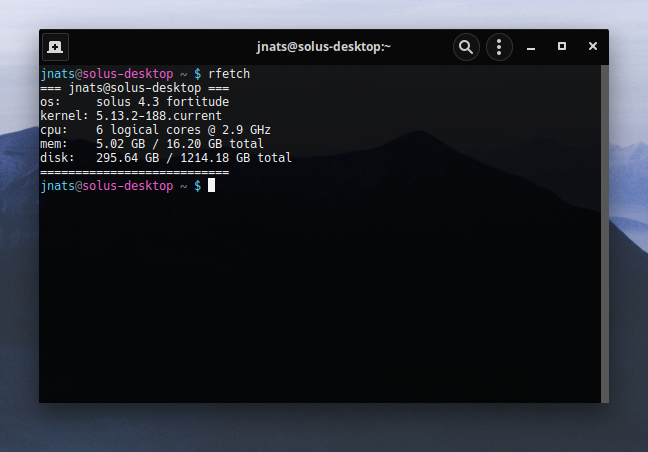 jnats@solus-desktop:~
jnats@solus-desktop ~ $ rfetch
=== jnats@solus-desktop ===
os:     solus 4.3 fortitude
kernel: 5.13.2-188.current
cpu:    6 logical cores @ 2.9 GHz
mem:    5.02 GB / 16.20 GB total
disk:   295.64 GB / 1214.18 GB total
===========================
jnats@solus-desktop ~ $